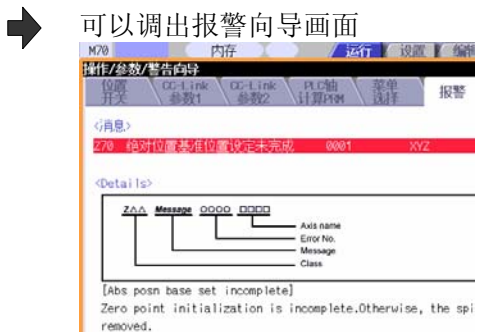 可以调出报警向导画面
M70 内存 运行 设置 编辑
操作/参数/警告向导
位置开关 CC-Link参数1 CC-Link参数2 PLC轴计算PRM 菜单选择 报警
<消息>
Z70 绝对位置基准位置设定未完成 0001 XYZ
<Details>
Z△△ Message ○○○○ □□□□
Axis name
Error No.
Message
Class
[Abs posn base set incomplete]
Zero point initialization is incomplete.Otherwise, the spi
removed.